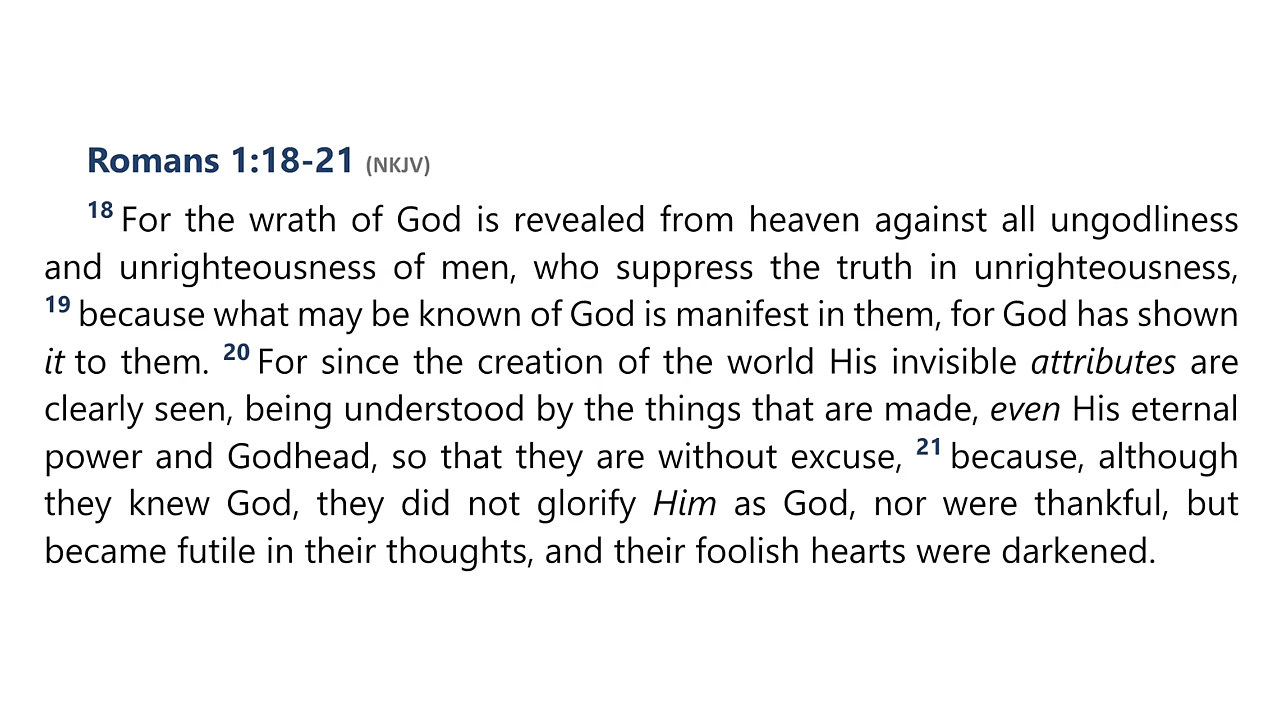 Romans 1:18-21 (NKJV)
18 For the wrath of God is revealed from heaven against all ungodliness
and unrighteousness of men, who suppress the truth in unrighteousness,
19 because what may be known of God is manifest in them, for God has shown
it to them. 20 For since the creation of the world His invisible attributes are
clearly seen, being understood by the things that are made, even His eternal
power and Godhead, so that they are without excuse, 21 because, although
they knew God, they did not glorify Him as God, nor were thankful, but
became futile in their thoughts, and their foolish hearts were darkened.